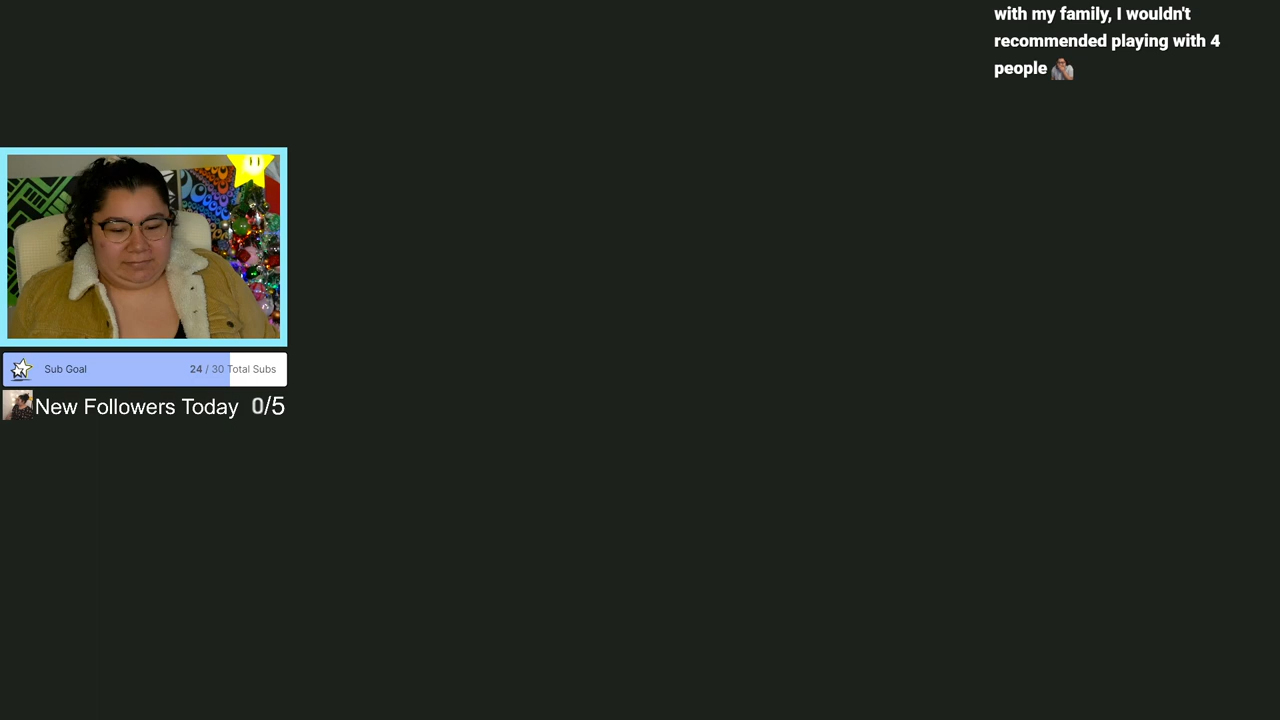 with my family, I wouldn't
recommended playing with 4
people
Sub Goal 24 / 30 Total Subs
New Followers Today 0/5